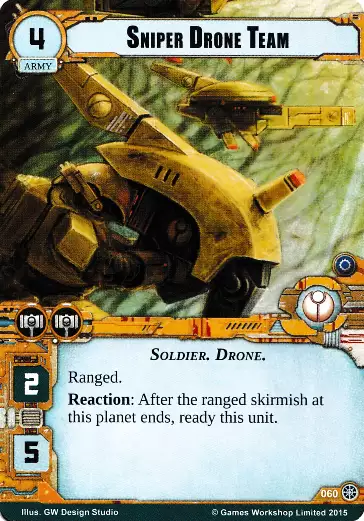 4
ARMY
SNIPER DRONE TEAM
SOLDIER. DRONE.
2
Ranged.
Reaction: After the ranged skirmish at
this planet ends, ready this unit.
5
060
Illus. GW Design Studio
© Games Workshop Limited 2015